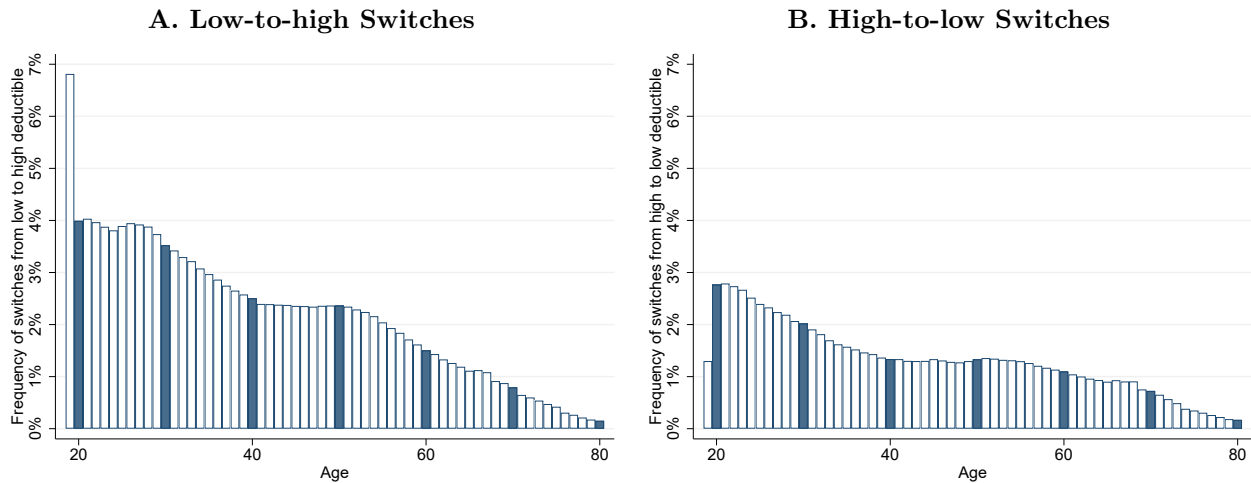 A. Low-to-high Switches
Frequency of switches from low to high deductible
7%
6%
5%
4%
3%
2%
1%
0%
20 40 60 80
Age
B. High-to-low Switches
Frequency of switches from high to low deductible
7%
6%
5%
4%
3%
2%
1%
0%
20 40 60 80
Age